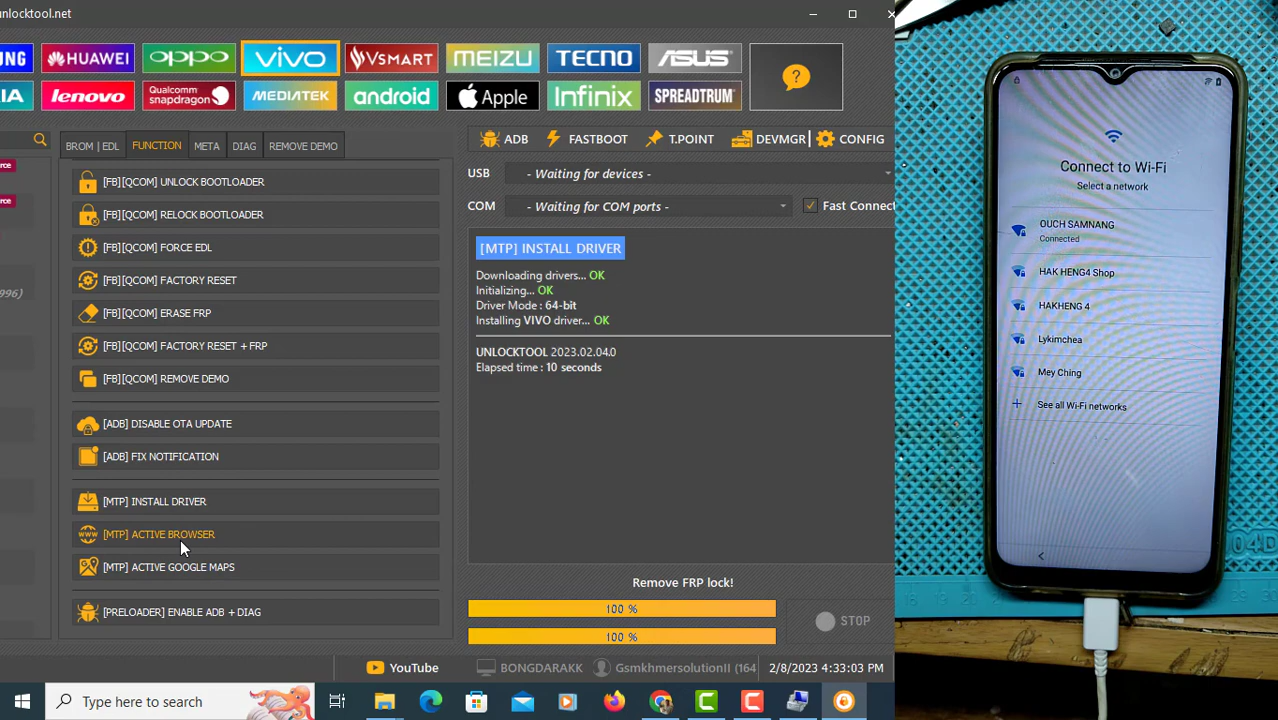 unlocktool.net
NG
HUAWEI
oppo
vivo
VSMART
MEIZU
TECNO
ASUS
IA
lenovo
Qualcomm
snapdragon
MEDIATEK
android
Apple
Infinix
SPREADTRUM
?
BROM | EDL
FUNCTION
META
DIAG
REMOVE DEMO
ADB
FASTBOOT
T.POINT
DEVMGR
CONFIG
rce
rce
996)
[FB][QCOM] UNLOCK BOOTLOADER
[FB][QCOM] RELOCK BOOTLOADER
[FB][QCOM] FORCE EDL
[FB][QCOM] FACTORY RESET
[FB][QCOM] ERASE FRP
[FB][QCOM] FACTORY RESET + FRP
[FB][QCOM] REMOVE DEMO
[ADB] DISABLE OTA UPDATE
[ADB] FIX NOTIFICATION
[MTP] INSTALL DRIVER
WWW [MTP] ACTIVE BROWSER
[MTP] ACTIVE GOOGLE MAPS
[PRELOADER] ENABLE ADB + DIAG
USB - Waiting for devices -
COM - Waiting for COM ports - Fast Connect
[MTP] INSTALL DRIVER
Downloading drivers... OK
Initializing... OK
Driver Mode : 64-bit
Installing VIVO driver... OK
UNLOCKTOOL 2023.02.04.0
Elapsed time : 10 seconds
Remove FRP lock!
100 %
100 %
STOP
YouTube
BONGDARAKK
GsmkhmersolutionII (164
2/8/2023 4:33:03 PM
Type here to search
Connect to Wi-Fi
Select a network
OUCH SAMNANG
Connected
HAK HENG4 Shop
HAKHENG 4
Lykimchea
Mey Ching
See all Wi-Fi networks